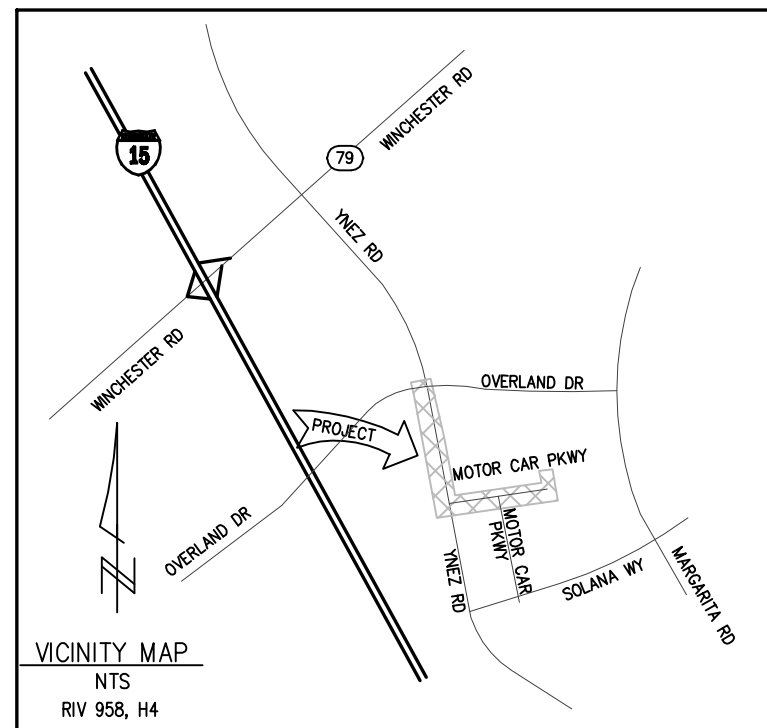 WINCHESTER RD
79
15
YNEZ RD
WINCHESTER RD
OVERLAND DR
PROJECT
MOTOR CAR PKWY
OVERLAND DR
MOTOR CAR
PKWY
YNEZ RD
SOLANA WY
MARGARITA RD
N
VICINITY MAP
NTS
RIV 958, H4